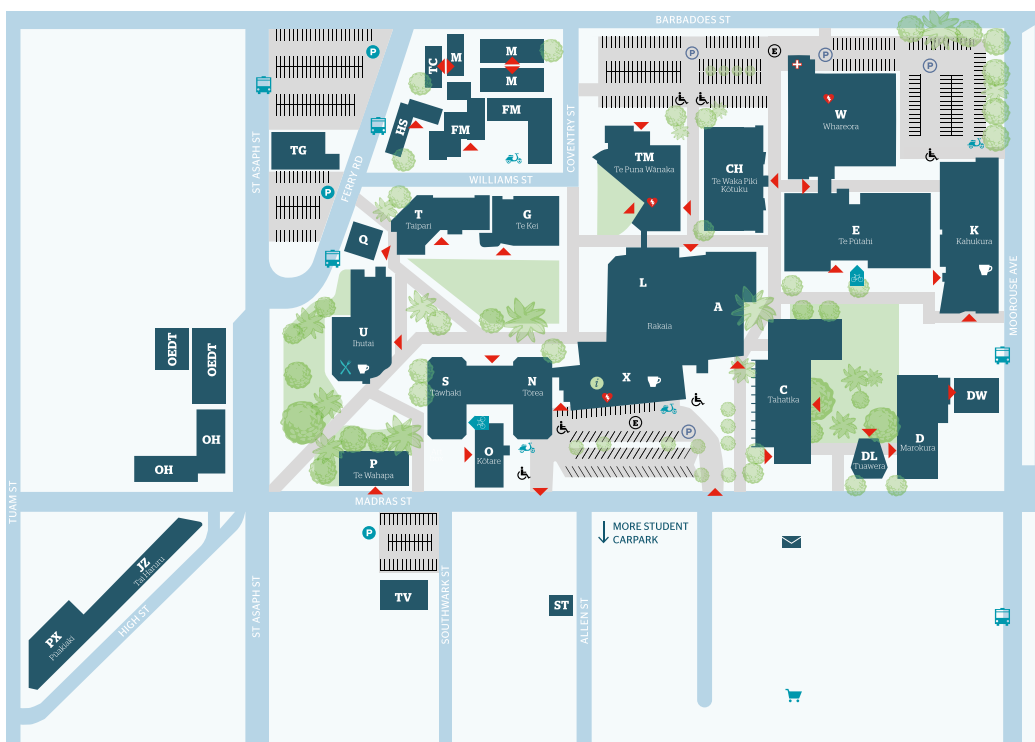 BARBADOES ST
P
E
P
P
TC
M
M
M
P
HS
FM
FM
W
Whareora
TG
P
ST ASAPH ST
FERRY RD
COVENTRY ST
WILLIAMS ST
TM
Te Puna Wānaka
CH
Te Waka Piki
Kōtuku
T
Taipari
G
Te Kei
Q
E
Te Pūtahi
K
Kahukura
MOOROUSE AVE
L
A
Rakaia
U
Ihutai
OEDT
OEDT
S
Tāwhaki
N
Tōrea
i
X
C
Tahatika
DW
OH
OH
E
P
O
Kōtare
D
Marokura
DL
Tuawera
P
Te Wahapa
TUAM ST
MADRAS ST
P
MORE STUDENT
CARPARK
JZ
PX
Pūakiaki
HIGH ST
ST ASAPH ST
TV
SOUTHWARK ST
ST
ALLEN ST